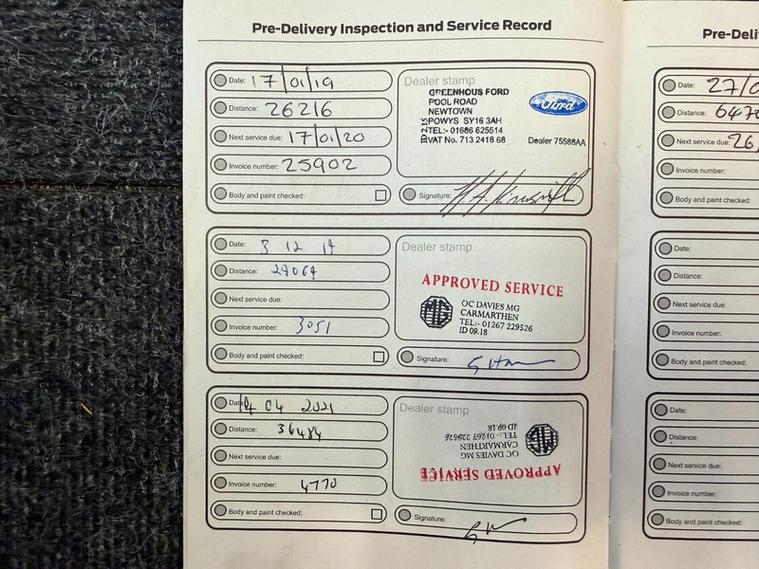 Pre-Delivery Inspection and Service Record
Date: 17/01/19
Distance: 26216
Next service due: 17/01/20
Invoice number: 25902
Body and paint checked:
Dealer stamp
GREENHOUS FORD
POOL ROAD
NEWTOWN
POWYS SY16 3AH
TEL:- 01686 625514
VAT No. 713 2418 68
Ford
Dealer 75588AA
Signature:
Date: 3 12 19
Distance:
Next service due:
Invoice number: 3051
Body and paint checked:
Dealer stamp
APPROVED SERVICE
MG
OC DAVIES MG
CARMARTHEN
TEL:- 01267 229526
ID 09.18
Signature:
Date: 14 04 2021
Distance: 36484
Next service due:
Invoice number: 4770
Body and paint checked:
Dealer stamp
APPROVED SERVICE
MG
OC DAVIES MG
CARMARTHEN
TEL:- 01267 229526
ID 09.18
Signature:
Pre-Deli
Date: 27/0
Distance: 647
Next service due: 26/
Invoice number:
Body and paint checked:
Date:
Distance:
Next service due:
Invoice number:
Body and paint checked:
Date:
Distance:
Next service due:
Invoice number:
Body and paint checked: